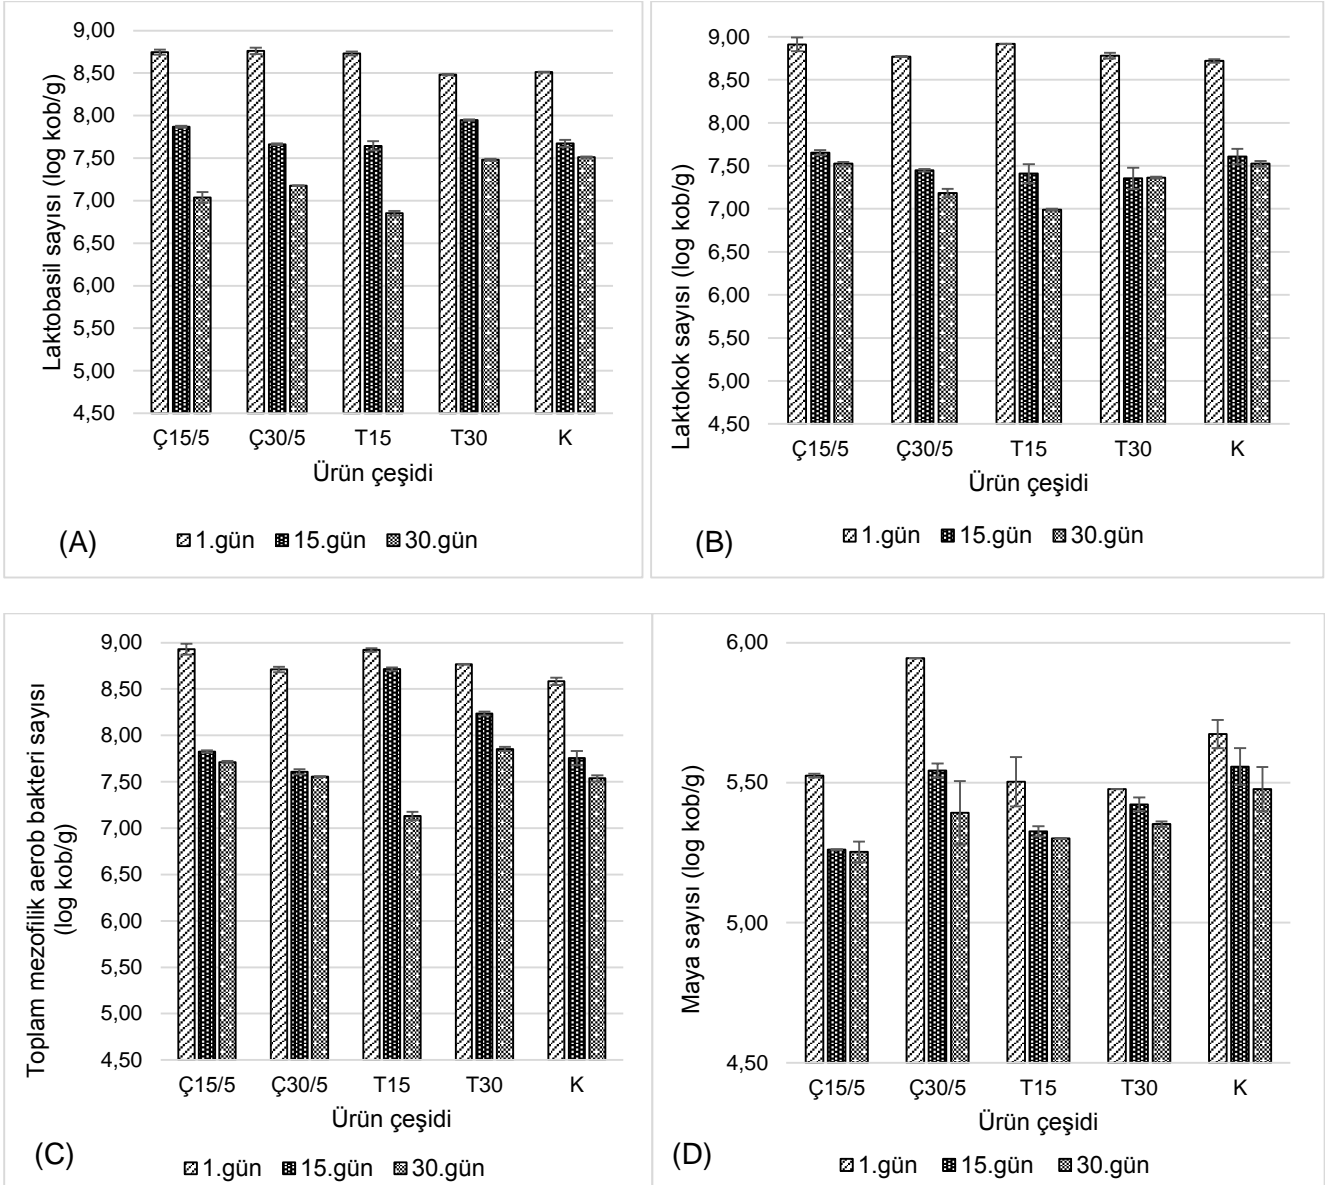 9,00
8,50
8,00
7,50
7,00
6,50
6,00
5,50
5,00
4,50
Laktobasil sayısı (log kob/g)
Ç15/5 Ç30/5 T15 T30 K
Ürün çeşidi
(A)
1.gün 15.gün 30.gün
9,00
8,50
8,00
7,50
7,00
6,50
6,00
5,50
5,00
4,50
Laktokok sayısı (log kob/g)
Ç15/5 Ç30/5 T15 T30 K
Ürün çeşidi
(B)
1.gün 15.gün 30.gün
9,00
8,50
8,00
7,50
7,00
6,50
6,00
5,50
5,00
4,50
Toplam mezofilik aerob bakteri sayısı
(log kob/g)
Ç15/5 Ç30/5 T15 T30 K
Ürün çeşidi
(C)
1.gün 15.gün 30.gün
6,00
5,50
5,00
4,50
Maya sayısı (log kob/g)
Ç15/5 Ç30/5 T15 T30 K
Ürün çeşidi
(D)
1.gün 15.gün 30.gün